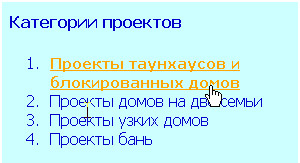 Категории проектов
1. Проекты таунхаусов и
блокированных домов
2. Проекты домов на две семьи
3. Проекты узких домов
4. Проекты бань